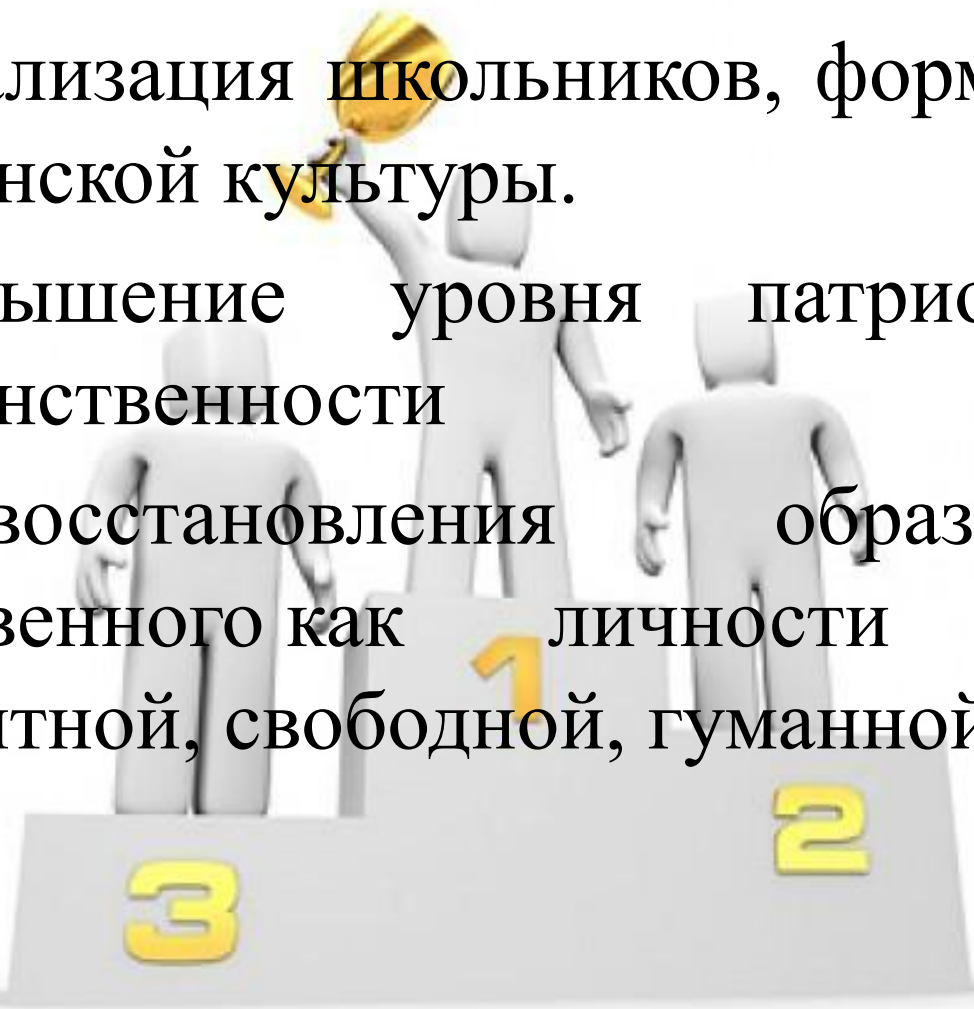 ализация школьников, форм
нской культуры.
ышение уровня патрио
нственности
восстановления образ
венного как личности
тной, свободной, гуманной
1
2
3